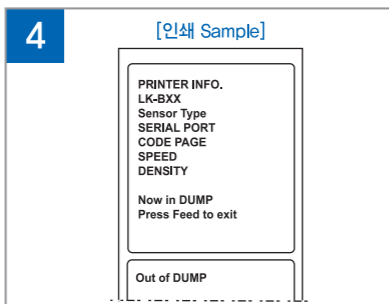 4
[인쇄 Sample]
PRINTER INFO.
LK-BXX
Sensor Type
SERIAL PORT
CODE PAGE
SPEED
DENSITY
Now in DUMP
Press Feed to exit
Out of DUMP